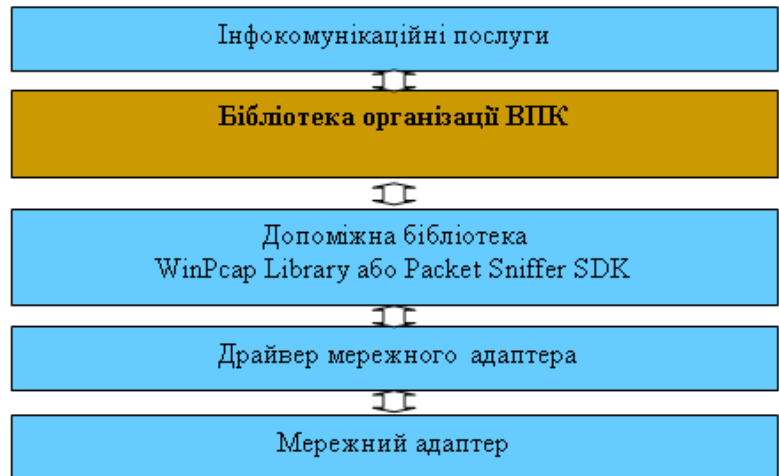 Інфокомунікаційні послуги
Бібліотека організації ВПК
Допоміжна бібліотека
WinPcap Library або Packet Sniffer SDK
Драйвер мережного адаптера
Мережний адаптер